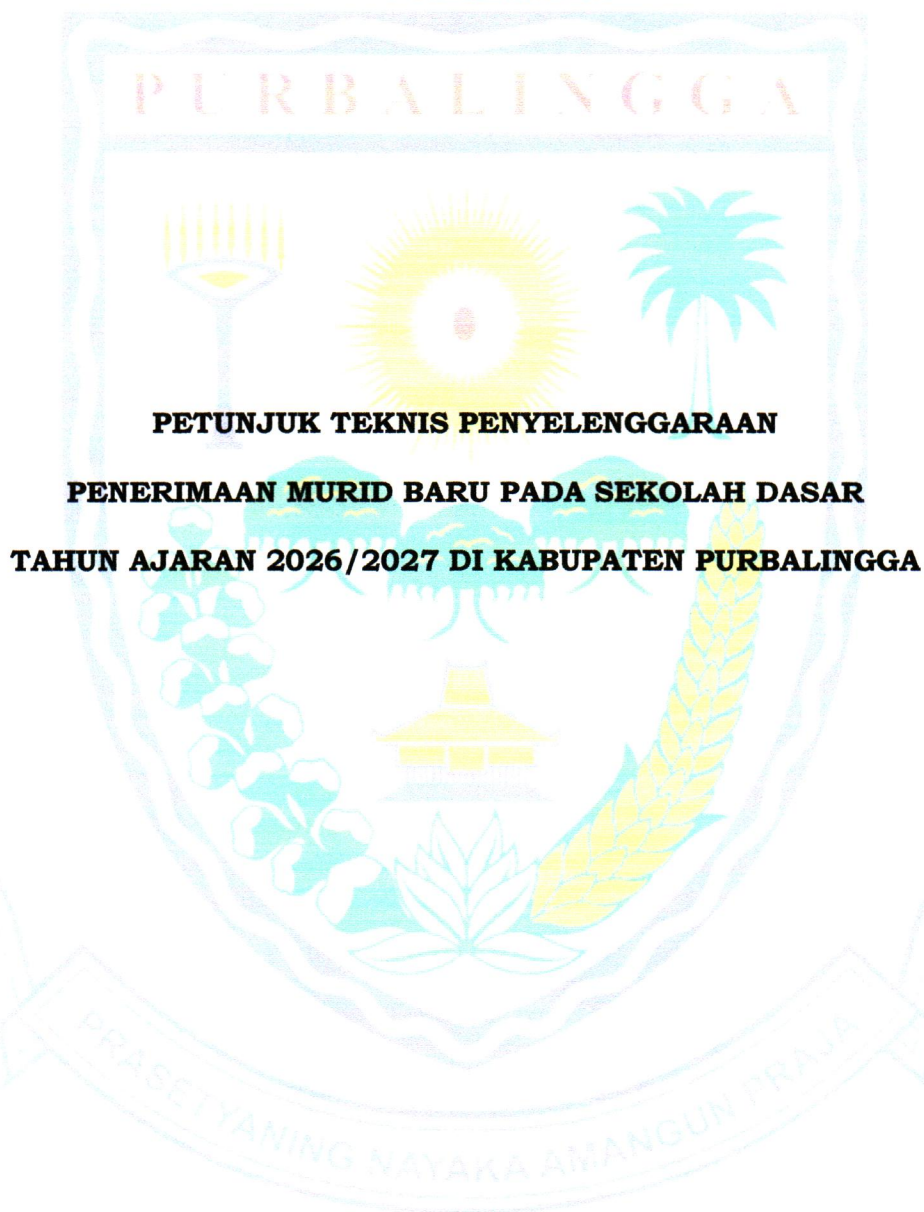 PURBALINGGA
PETUNJUK TEKNIS PENYELENGGARAAN
PENERIMAAN MURID BARU PADA SEKOLAH DASAR
TAHUN AJARAN 2026/2027 DI KABUPATEN PURBALINGGA
PRASETYANING NAYAKA AMANGUN PRAJA